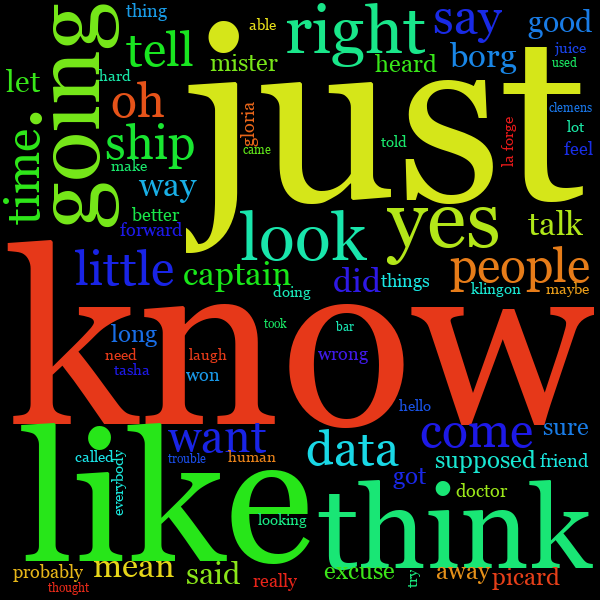 thing
able
going
tell
right
say
good
mister
heard
borg
juice
used
let
hard
just
oh
gloria
clemens
lot
time
ship
came
told
la forge
feel
make
way
yes
talk
better
forward
look
little
captain
did
things
people
doing
klingon
maybe
know
long
took
bar
need
laugh
wrong
tasha
won
hello
like
want
data
come
sure
called
everybody
trouble
human
got
supposed
friend
looking
think
doctor
probably
mean
said
really
excuse
try
away
picard
thought